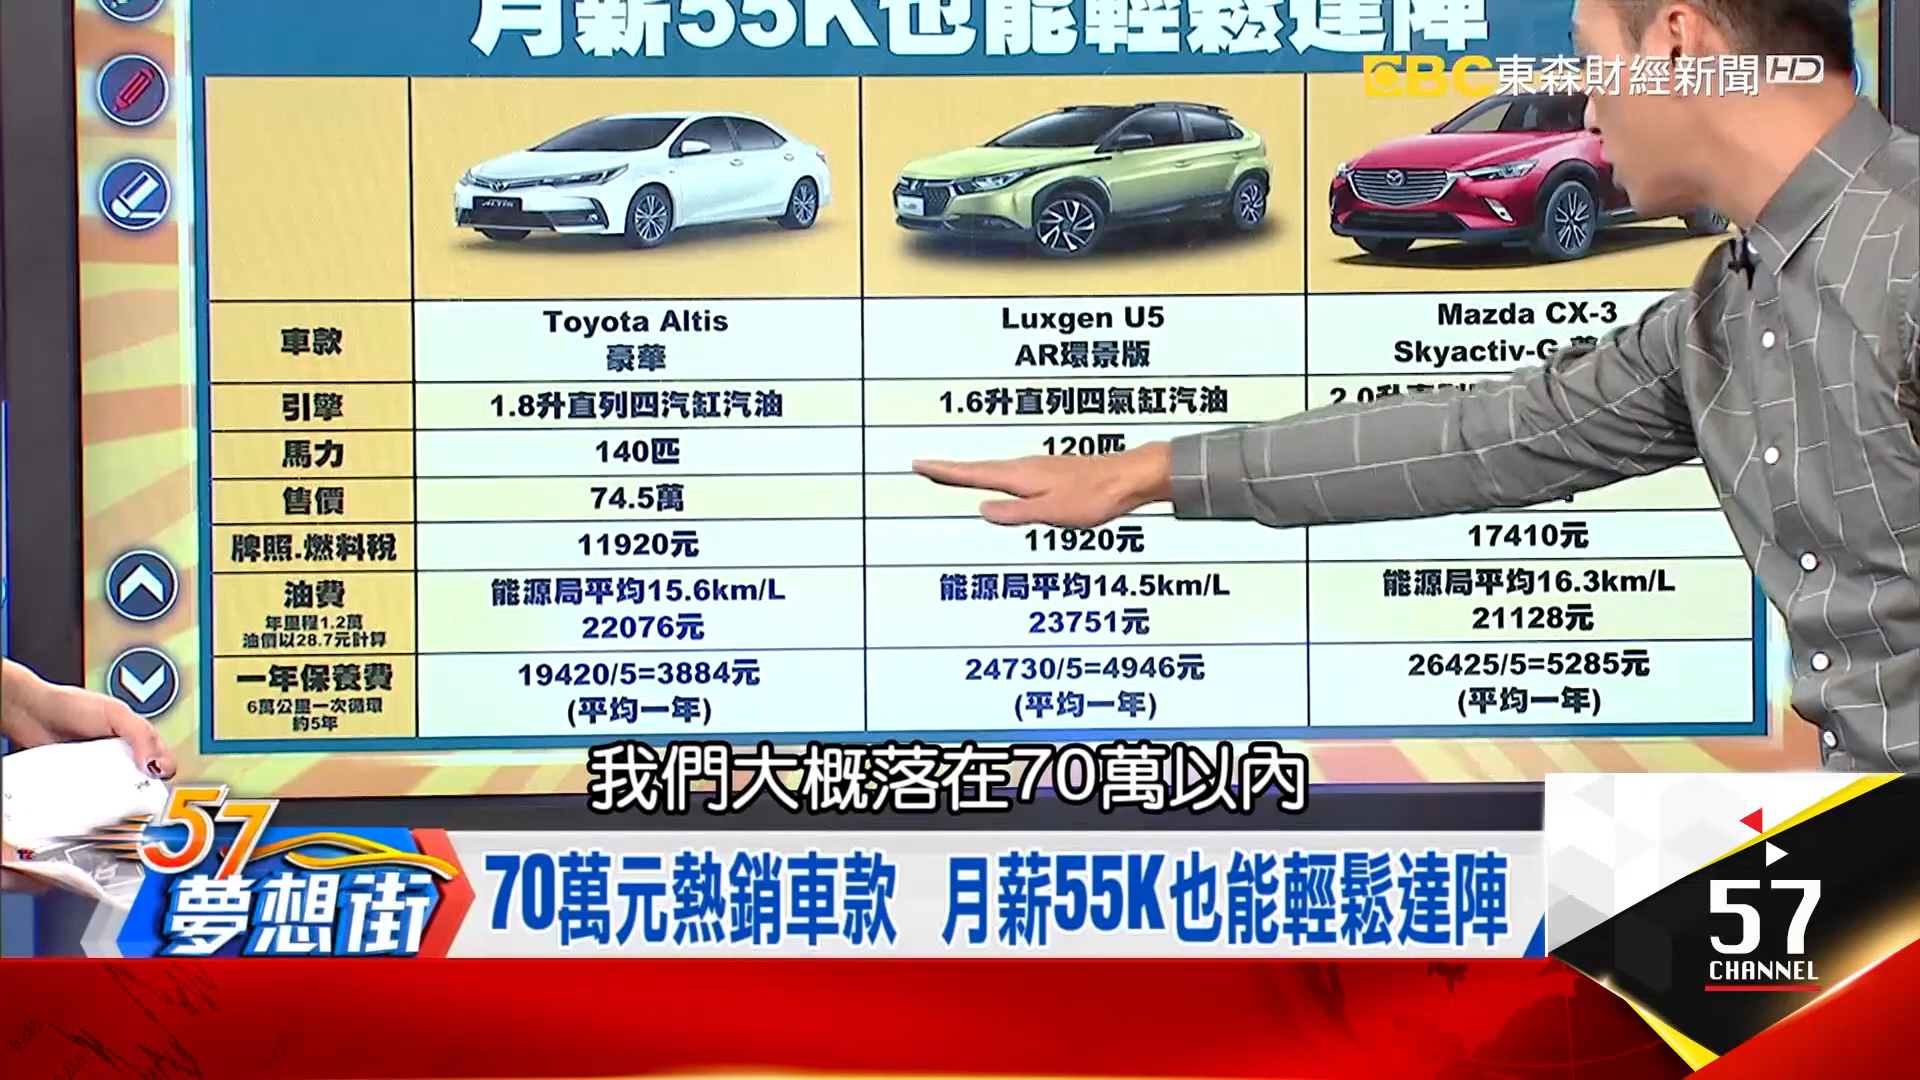 月薪55K也能輕鬆達陣
EBC東森財經新聞HD
ALTIS
車款
Toyota Altis
豪華
Luxgen U5
AR環景版
Mazda CX-3
Skyactiv-G
引擎
1.8升直列四汽缸汽油
1.6升直列四氣缸汽油
2.0升直列
馬力
140匹
120匹
售價
74.5萬
牌照.燃料稅
11920元
11920元
17410元
油費
年里程1.2萬
油價以28.7元計算
能源局平均15.6km/L
22076元
能源局平均14.5km/L
23751元
能源局平均16.3km/L
21128元
一年保養費
6萬公里一次循環
約5年
19420/5=3884元
(平均一年)
24730/5=4946元
(平均一年)
26425/5=5285元
(平均一年)
我們大概落在70萬以內
57夢想街
70萬元熱銷車款 月薪55K也能輕鬆達陣
57
CHANNEL